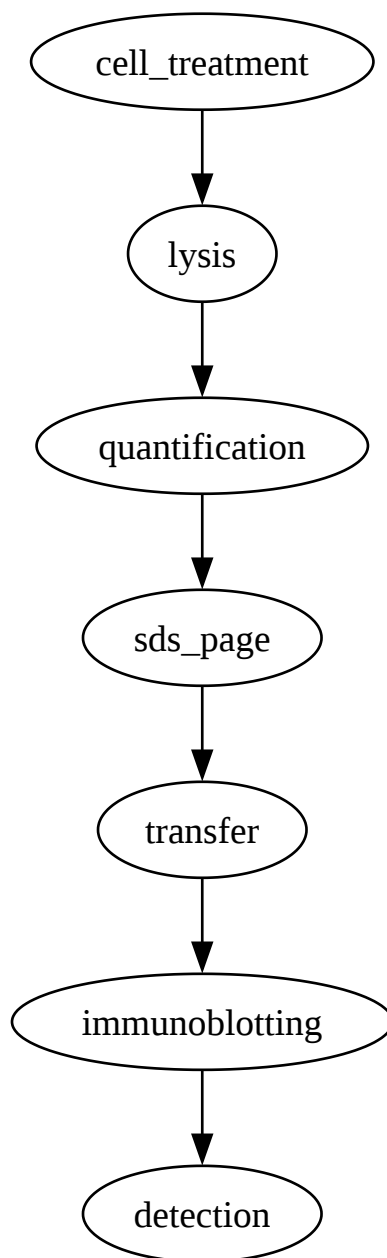 cell_treatment
lysis
quantification
sds_page
transfer
immunoblotting
detection